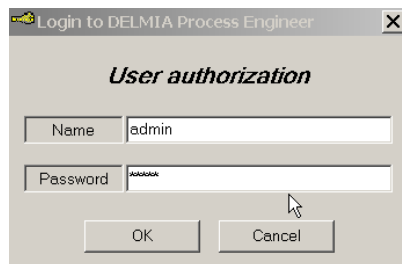 Login to DELMIA Process Engineer
User authorization
Name admin
Password *****
OK Cancel